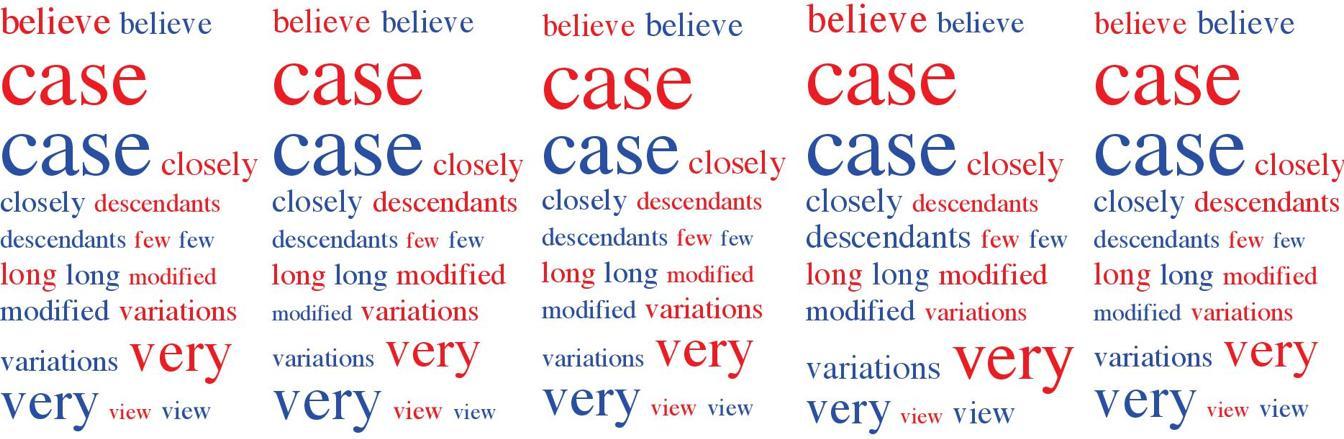 believe believe
case
case closely
closely descendants
descendants few few
long long modified
modified variations
variations very
very view view
believe believe
case
case closely
closely descendants
descendants few few
long long modified
modified variations
variations very
very view view
believe believe
case
case closely
closely descendants
descendants few few
long long modified
modified variations
variations very
very view view
believe believe
case
case closely
closely descendants
descendants few few
long long modified
modified variations
variations very
very view view
believe believe
case
case closely
closely descendants
descendants few few
long long modified
modified variations
variations very
very view view